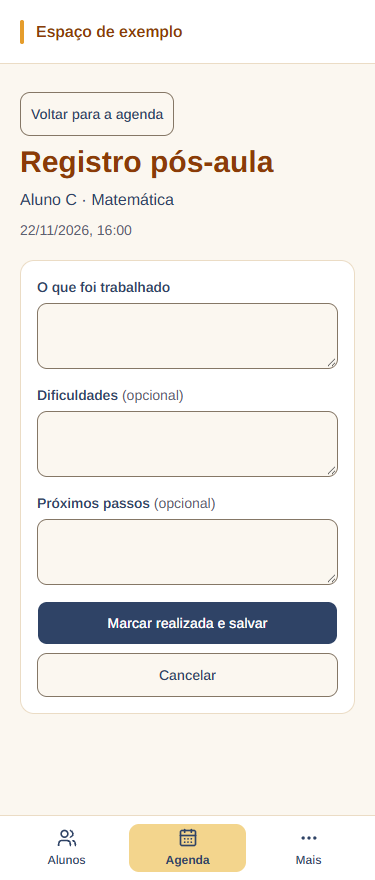 Espaço de exemplo
Voltar para a agenda
Registro pós-aula
Aluno C · Matemática
22/11/2026, 16:00
O que foi trabalhado
Dificuldades (opcional)
Próximos passos (opcional)
Marcar realizada e salvar
Cancelar
Alunos
Agenda
Mais